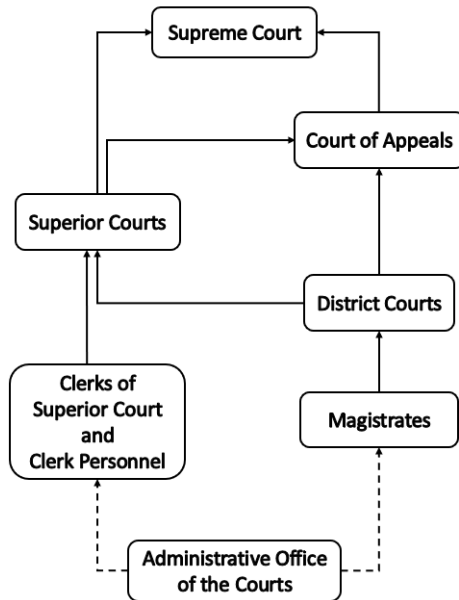 Supreme Court
Court of Appeals
Superior Courts
District Courts
Clerks of
Superior Court
and
Clerk Personnel
Magistrates
Administrative Office
of the Courts